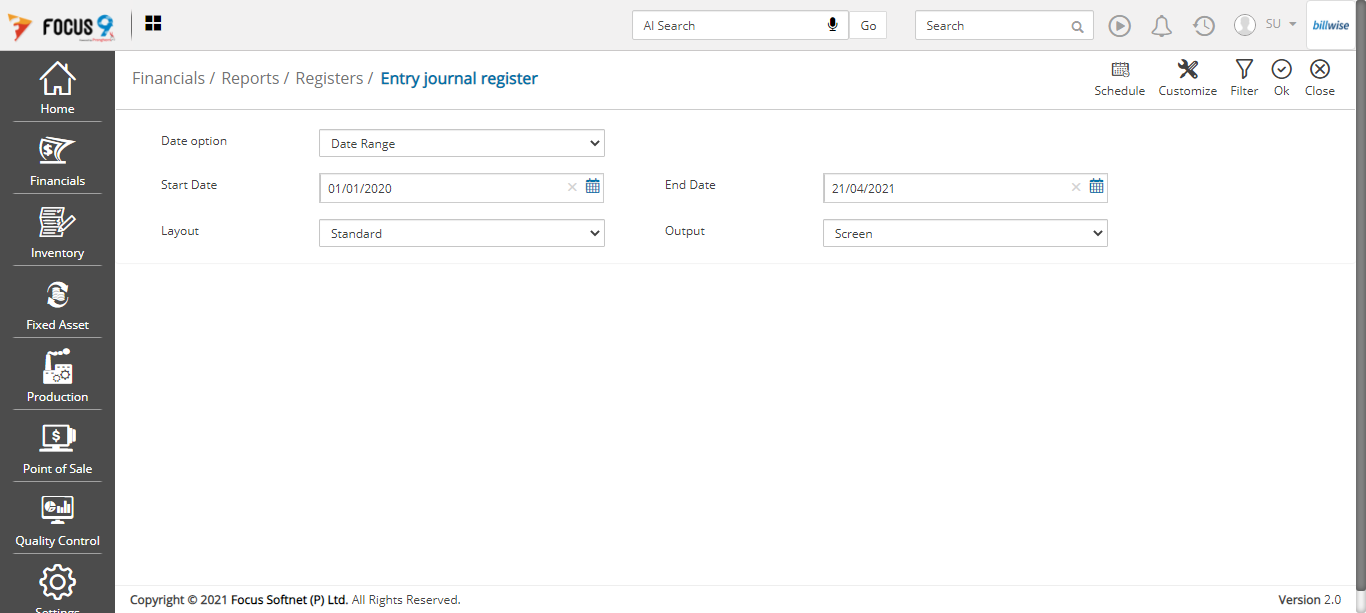 FOCUS 9
AI Search Go Search SU billwise
Home
Financials
Inventory
Fixed Asset
Production
Point of Sale
Quality Control
Settings
Financials / Reports / Registers / Entry journal register
Schedule Customize Filter Ok Close
Date option Date Range
Start Date 01/01/2020 End Date 21/04/2021
Layout Standard Output Screen
Copyright © 2021 Focus Softnet (P) Ltd. All Rights Reserved. Version 2.0